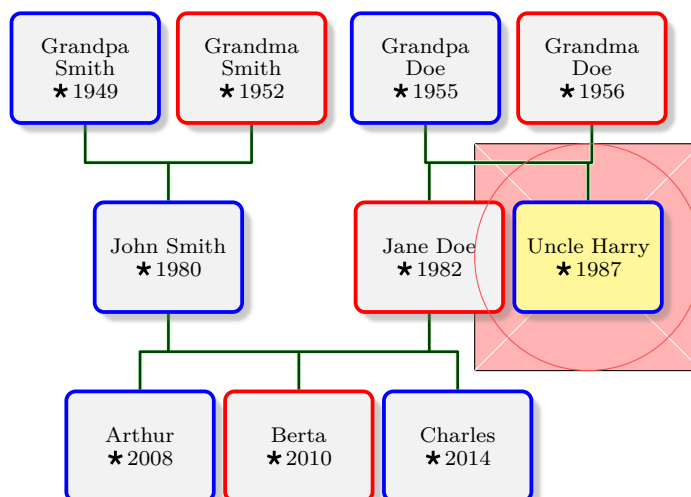 Grandpa
Smith
★1949
Grandma
Smith
★1952
Grandpa
Doe
★1955
Grandma
Doe
★1956
John Smith
★1980
Jane Doe
★1982
Uncle Harry
★1987
Arthur
★2008
Berta
★2010
Charles
★2014